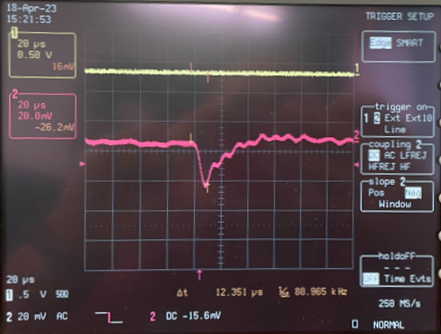 18-Apr-23
15:21:53
TRIGGER SETUP
1
20 µs
0.50 V
16mV
Edge SMART
2
20 µs
20.0mV
-26.2mV
1
trigger on
1 2 Ext Ext10
Line
2
coupling 2
DC AC LFREJ
HFREJ HF
slope 2
Pos Neg
Window
holdoff
Off Time Evts
20 µs
1 .5 V 50Ω
Δt 12.351 µs 1/Δt 80.965 kHz
250 MS/s
2 20 mV AC
2 DC -15.6mV
NORMAL